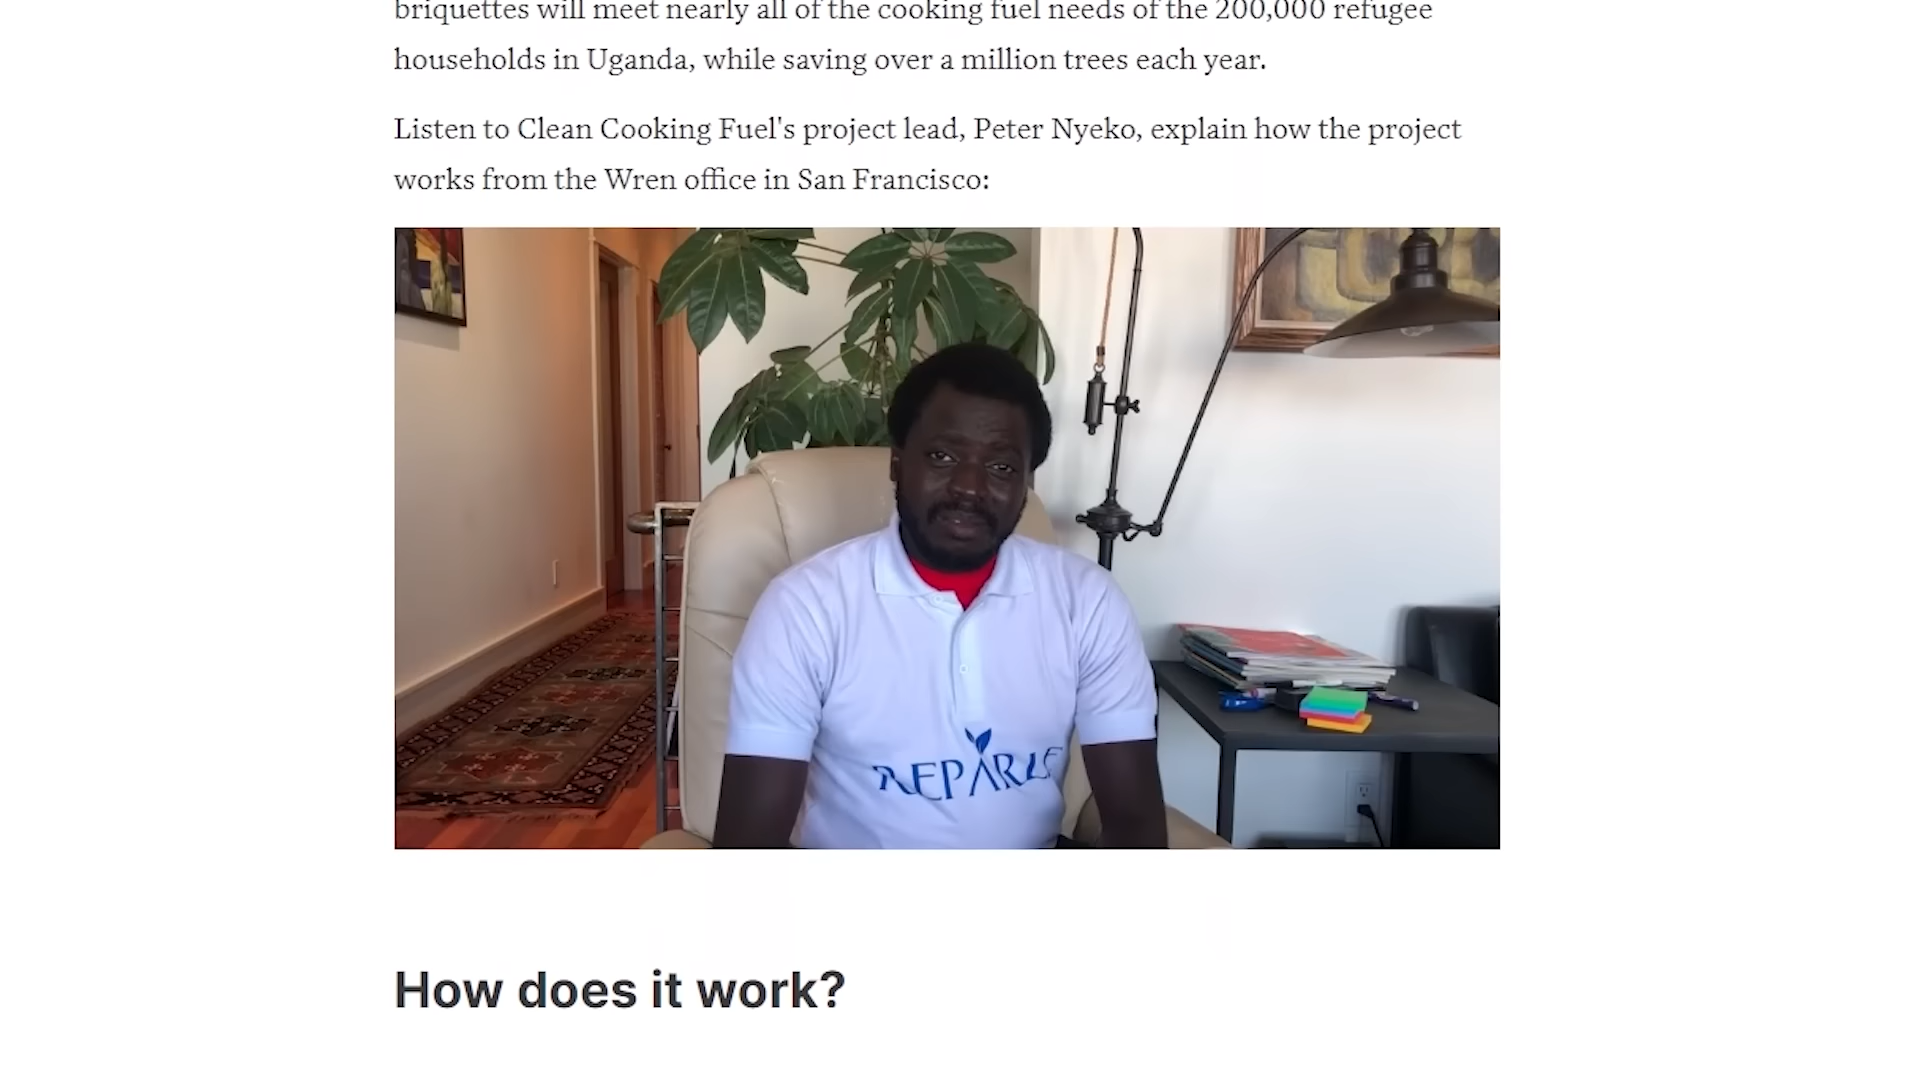 briquettes will meet nearly all of the cooking fuel needs of the 200,000 refugee
households in Uganda, while saving over a million trees each year.
Listen to Clean Cooking Fuel's project lead, Peter Nyeko, explain how the project
works from the Wren office in San Francisco:
REPARLE
How does it work?